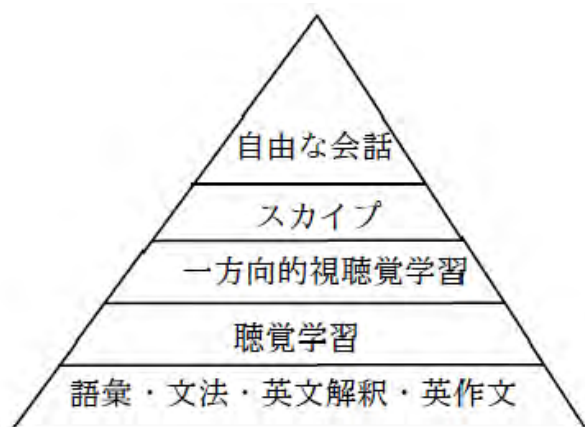 自由な会話
スカイプ
一方向的視聴覚学習
聴覚学習
語彙・文法・英文解釈・英作文